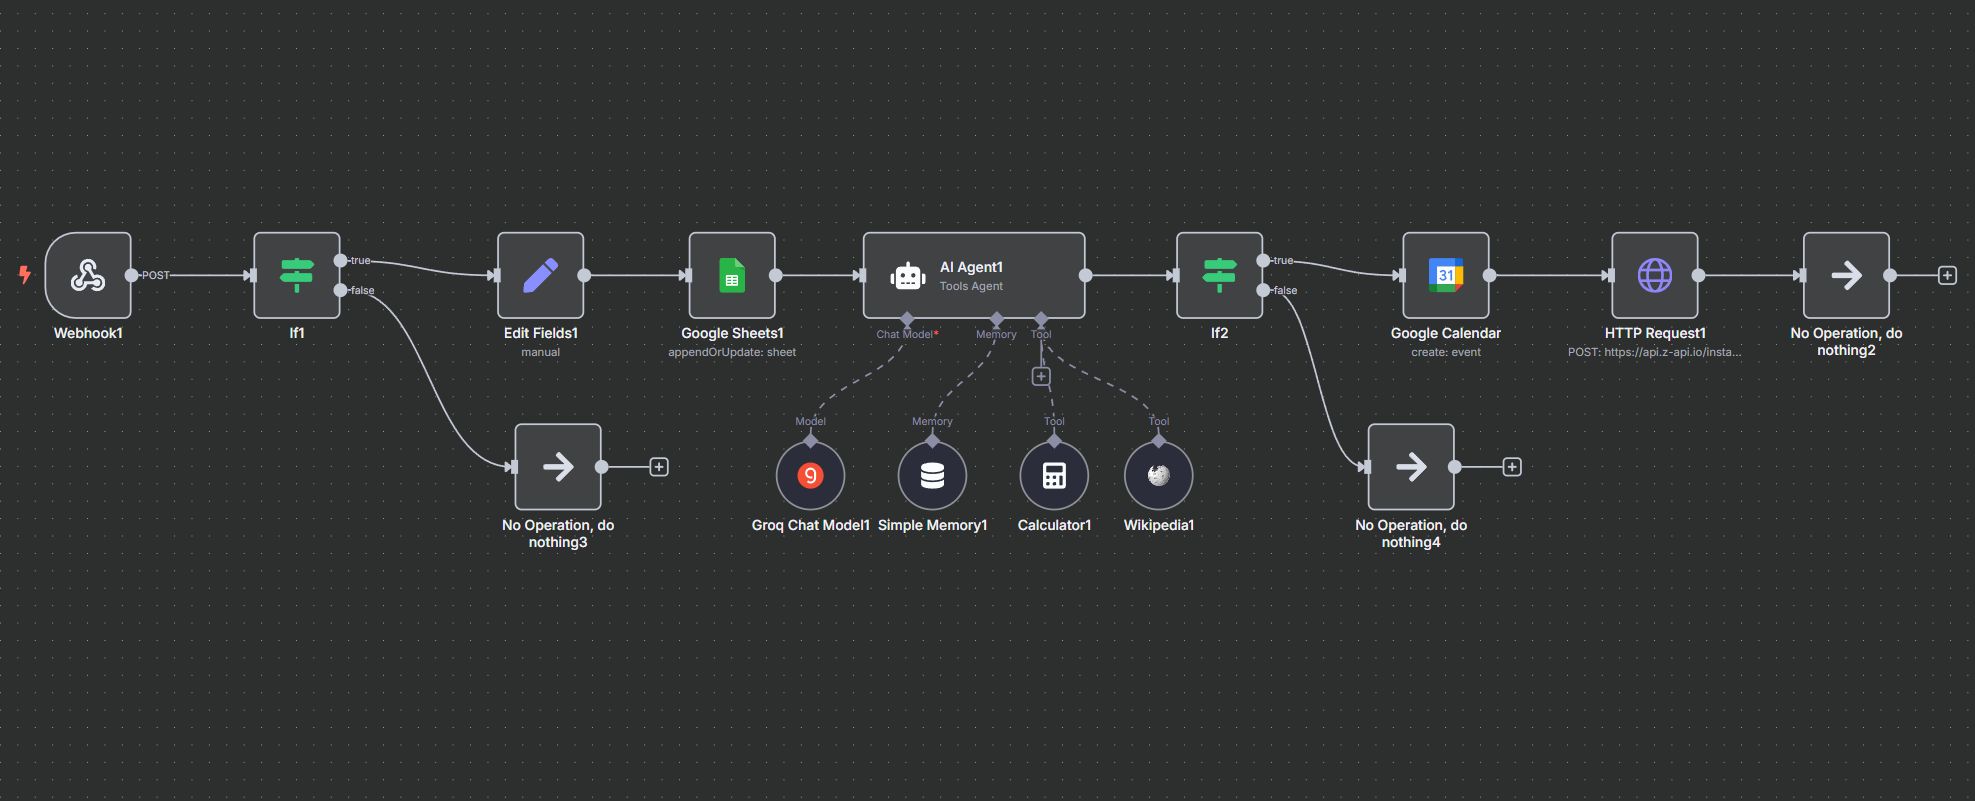 POST
true
false
true
false
AI Agent1
Tools Agent
31
Webhook1
If1
Edit Fields1
manual
Google Sheets1
appendOrUpdate: sheet
Chat Model*
Memory
Tool
If2
Google Calendar
create: event
HTTP Request1
POST: https://api.z-api.io/insta...
No Operation, do
nothing2
Model
Memory
Tool
Tool
No Operation, do
nothing3
Groq Chat Model1
Simple Memory1
Calculator1
Wikipedia1
No Operation, do
nothing4